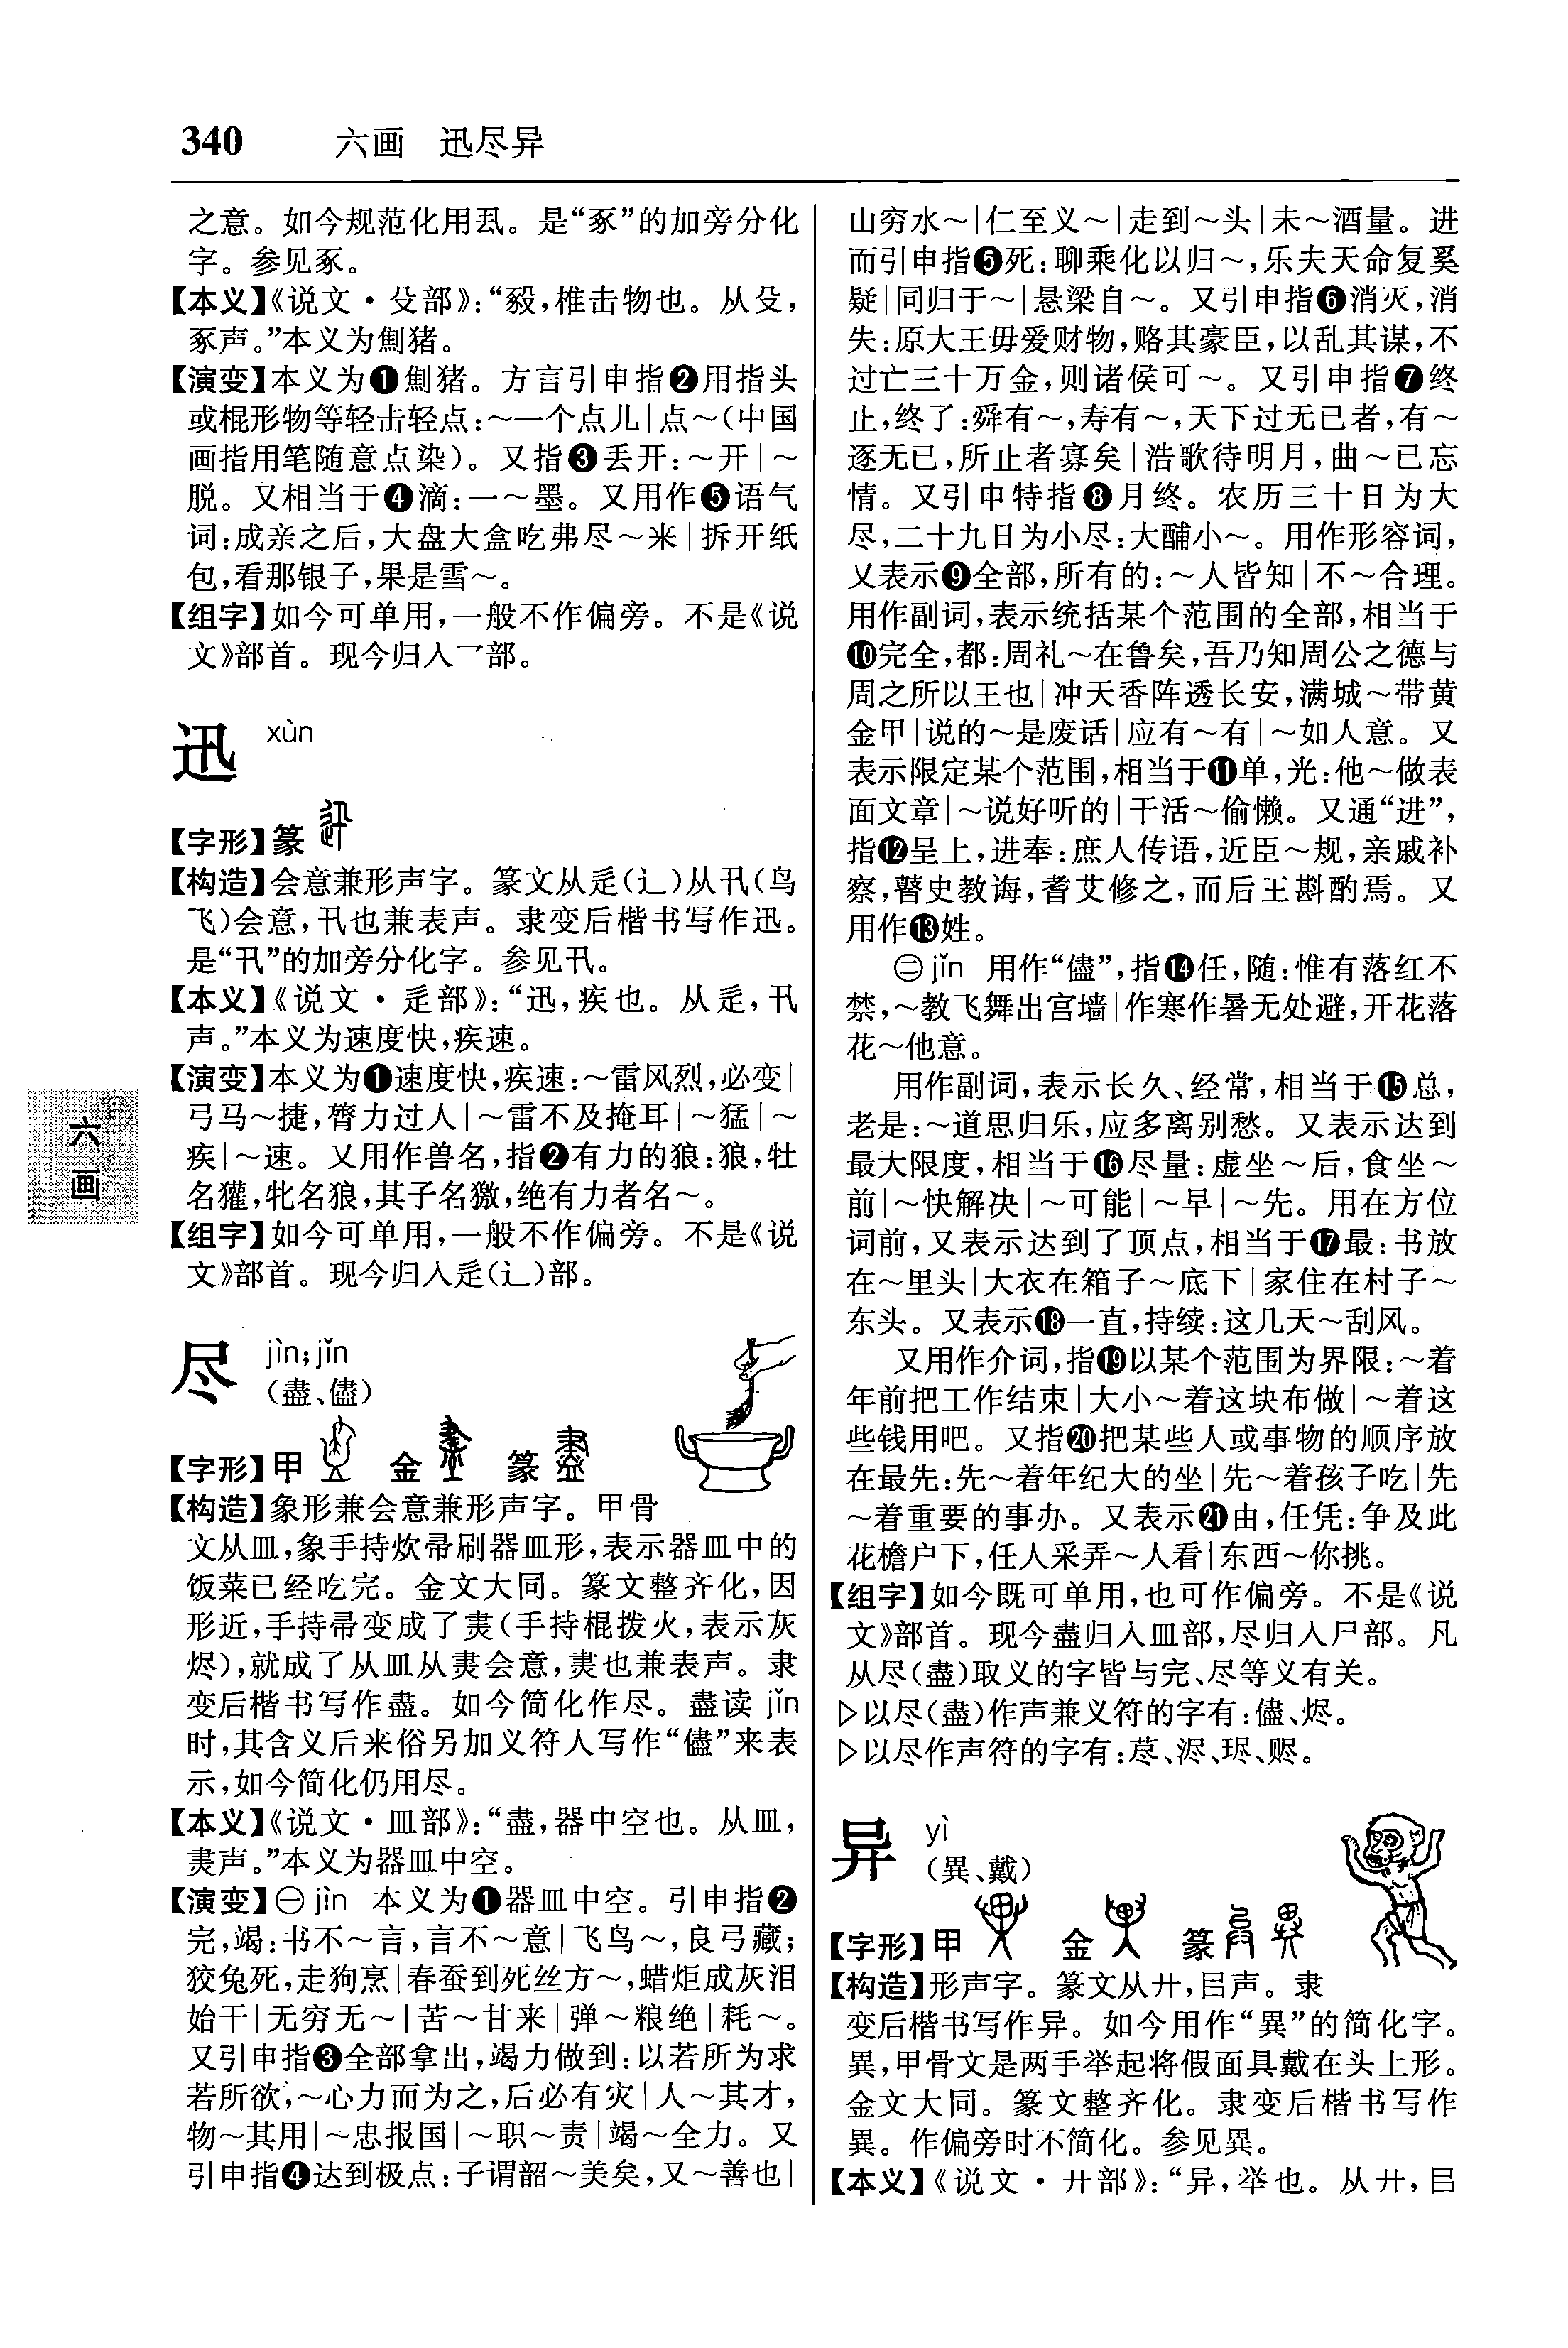 340 六画 迅尽异
之意。如今规范化用厾。是“豖”的加旁分化
字。参见豖。
【本义】《说文·殳部》：“毅，椎击物也。从殳，
豖声。”本义为劁猪。
【演变】本义为❶劁猪。方言引申指❷用指头
或棍形物等轻击轻点：～一个点儿|点～(中国
画指用笔随意点染)。又指❸丢开：～开|～
脱。又相当于❹滴：一～墨。又用作❺语气
词：成亲之后，大盘大盒吃弗尽～来|拆开纸
包，看那银子，果是雪～。
【组字】如今可单用，一般不作偏旁。不是《说
文》部首。现今归入乛部。
迅 xùn
【字形】篆
【构造】会意兼形声字。篆文从辵(辶)从卂(鸟
飞)会意，卂也兼表声。隶变后楷书写作迅。
是“卂”的加旁分化字。参见卂。
【本义】《说文·辵部》：“迅，疾也。从辵，卂
声。”本义为速度快，疾速。
【演变】本义为❶速度快，疾速：～雷风烈，必变|
弓马～捷，膂力过人|～雷不及掩耳|～猛|～
疾|～速。又用作兽名，指❷有力的狼：狼，牡
名獾，牝名狼，其子名獥，绝有力者名～。
【组字】如今可单用，一般不作偏旁。不是《说
文》部首。现今归入辵(辶)部。
尽 jìn；jǐn
(盡、儘)
【字形】甲 金 篆
【构造】象形兼会意兼形声字。甲骨
文从皿，象手持炊帚刷器皿形，表示器皿中的
饭菜已经吃完。金文大同。篆文整齐化，因
形近，手持帚变成了𦘔(手持棍拨火，表示灰
烬)，就成了从皿从𦘔会意，𦘔也兼表声。隶
变后楷书写作盡。如今简化作尽。盡读 jǐn
时，其含义后来俗另加义符人写作“儘”来表
示，如今简化仍用尽。
【本义】《说文·皿部》：“盡，器中空也。从皿，
𦘔声。”本义为器皿中空。
【演变】㊀jìn 本义为❶器皿中空。引申指❷
完，竭：书不～言，言不～意|飞鸟～，良弓藏；
狡兔死，走狗烹|春蚕到死丝方～，蜡炬成灰泪
始干|无穷无～|苦～甘来|弹～粮绝|耗～。
又引申指❸全部拿出，竭力做到：以若所为求
若所欲，～心力而为之，后必有灾|人～其才，
物～其用|～忠报国|～职～责|竭～全力。又
引申指❹达到极点：子谓韶～美矣，又～善也|
山穷水～|仁至义～|走到～头|未～酒量。进
而引申指❺死：聊乘化以归～，乐夫天命复奚
疑|同归于～|悬梁自～。又引申指❻消灭，消
失：原大王毋爱财物，赂其豪臣，以乱其谋，不
过亡三十万金，则诸侯可～。又引申指❼终
止，终了：舜有～，寿有～，天下过无已者，有～
逐无已，所止者寡矣|浩歌待明月，曲～已忘
情。又引申特指❽月终。农历三十日为大
尽，二十九日为小尽：大酺小～。用作形容词，
又表示❾全部，所有的：～人皆知|不～合理。
用作副词，表示统括某个范围的全部，相当于
❿完全，都：周礼～在鲁矣，吾乃知周公之德与
周之所以王也|冲天香阵透长安，满城～带黄
金甲|说的～是废话|应有～有|～如人意。又
表示限定某个范围，相当于⓫单，光：他～做表
面文章|～说好听的|干活～偷懒。又通“进”，
指⓬呈上，进奉：庶人传语，近臣～规，亲戚补
察，瞽史教诲，耆艾修之，而后王斟酌焉。又
用作⓭姓。
㊁jǐn 用作“儘”，指⓮任，随：惟有落红不
禁，～教飞舞出宫墙|作寒作暑无处避，开花落
花～他意。
用作副词，表示长久、经常，相当于⓯总，
老是：～道思归乐，应多离别愁。又表示达到
最大限度，相当于⓰尽量：虚坐～后，食坐～
前|～快解决|～可能|～早|～先。用在方位
词前，又表示达到了顶点，相当于⓱最：书放
在～里头|大衣在箱子～底下|家住在村子～
东头。又表示⓲一直，持续：这几天～刮风。
又用作介词，指⓳以某个范围为界限：～着
年前把工作结束|大小～着这块布做|～着这
些钱用吧。又指⓴把某些人或事物的顺序放
在最先：先～着年纪大的坐|先～着孩子吃|先
～着重要的事办。又表示㉑由，任凭：争及此
花檐户下，任人采弄～人看|东西～你挑。
【组字】如今既可单用，也可作偏旁。不是《说
文》部首。现今盡归入皿部，尽归入尸部。凡
从尽(盡)取义的字皆与完、尽等义有关。
▷以尽(盡)作声兼义符的字有：儘、烬。
▷以尽作声符的字有：荩、浕、琎、赆。
异 yì
(異、戴)
【字形】甲 金 篆
【构造】形声字。篆文从廾，㠯声。隶
变后楷书写作异。如今用作“異”的简化字。
異，甲骨文是两手举起将假面具戴在头上形。
金文大同。篆文整齐化。隶变后楷书写作
異。作偏旁时不简化。参见異。
【本义】《说文·廾部》：“异，举也。从廾，㠯
六画